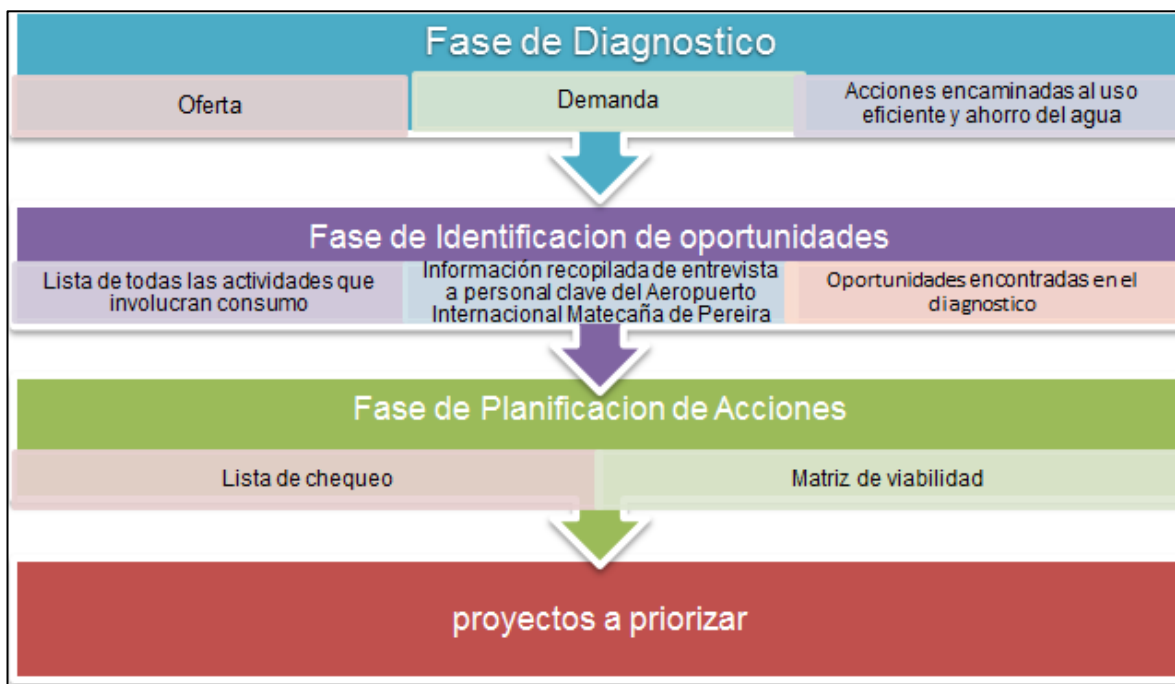 Fase de Diagnostico
Oferta
Demanda
Acciones encaminadas al uso
eficiente y ahorro del agua
Fase de Identificacion de oportunidades
Lista de todas las actividades que
involucran consumo
Información recopilada de entrevista
a personal clave del Aeropuerto
Internacional Matecaña de Pereira
Oportunidades encontradas en el
diagnostico
Fase de Planificacion de Acciones
Lista de chequeo
Matriz de viabilidad
proyectos a priorizar